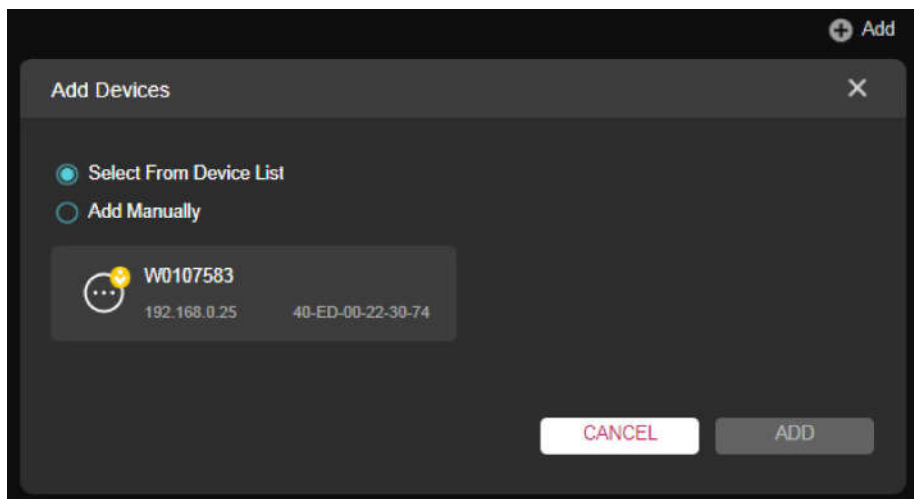 Add
Add Devices
Select From Device List
Add Manually
W0107583
192.168.0.25 40-ED-00-22-30-74
CANCEL ADD